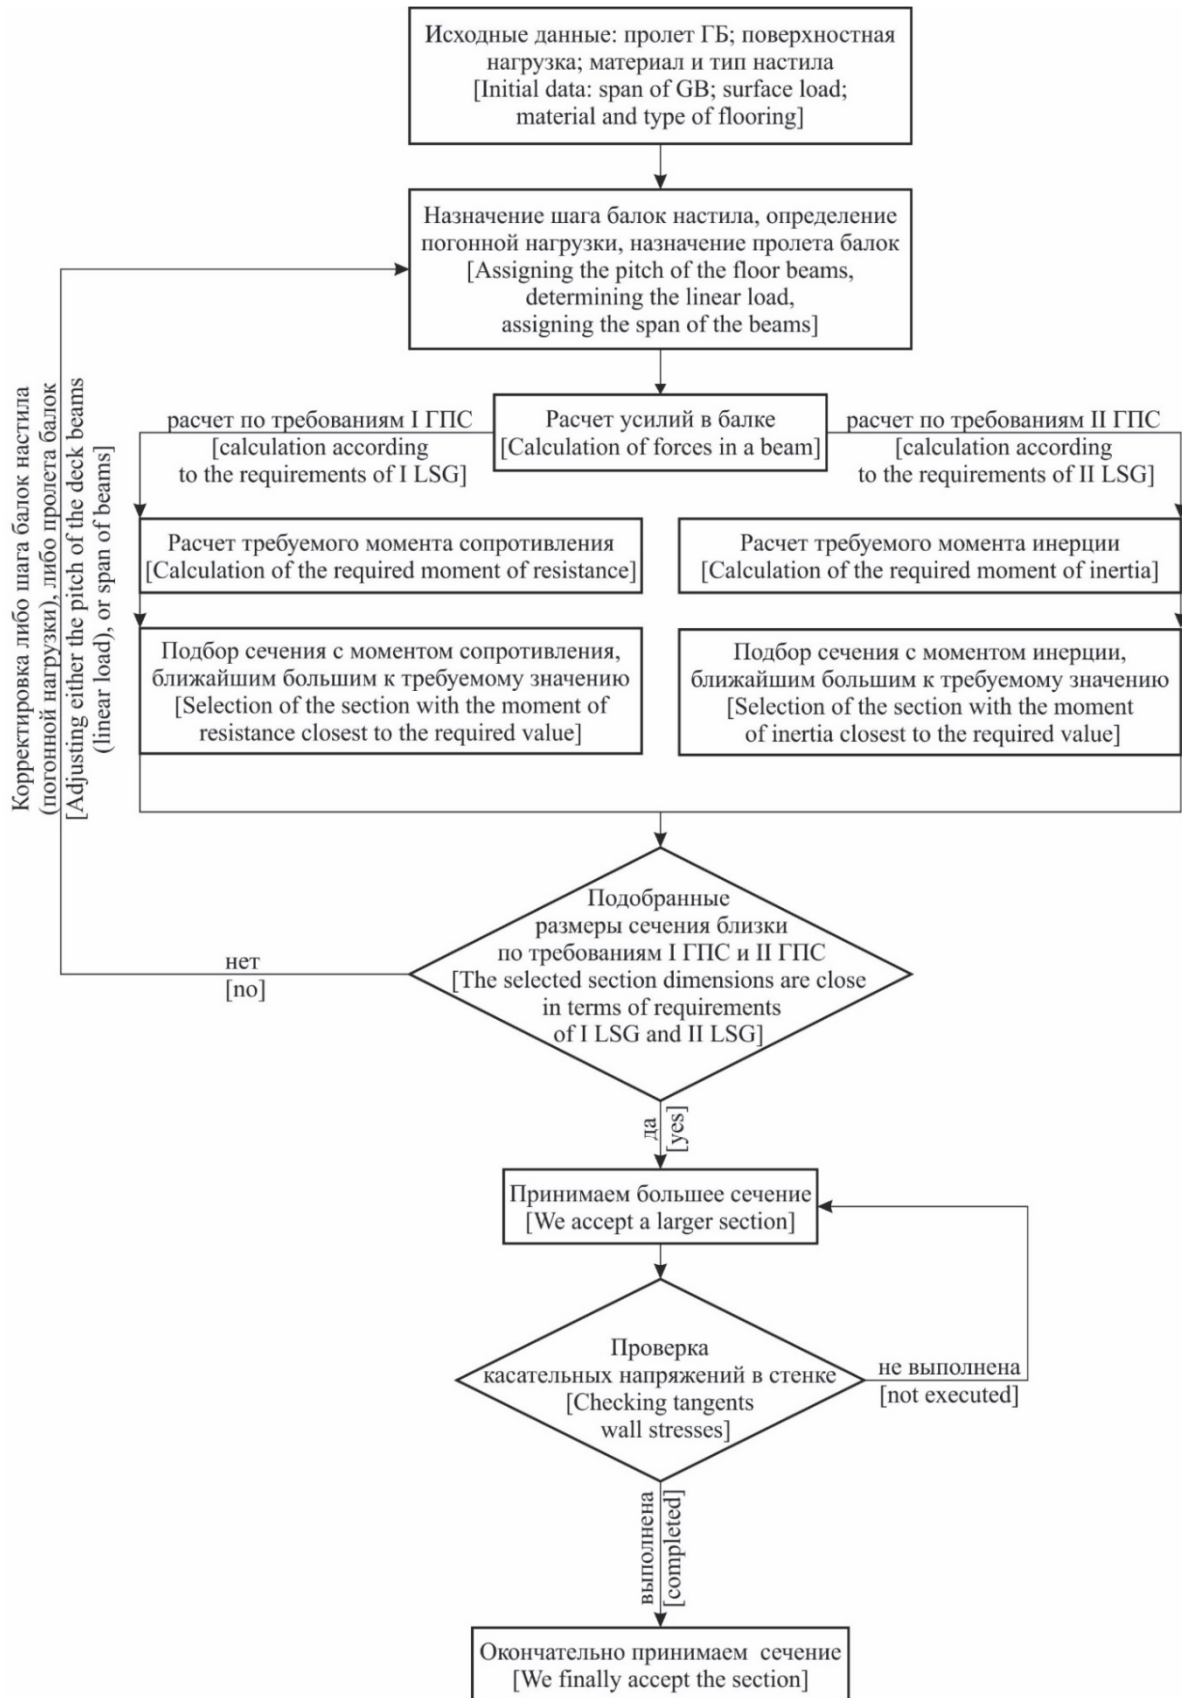 Исходные данные: пролет ГБ; поверхностная
нагрузка; материал и тип настила
[Initial data: span of GB; surface load;
material and type of flooring]
Назначение шага балок настила, определение
погонной нагрузки, назначение пролета балок
[Assigning the pitch of the floor beams,
determining the linear load,
assigning the span of the beams]
Корректировка либо шага балок настила
(погонной нагрузки), либо пролета балок
[Adjusting either the pitch of the deck beams
(linear load), or span of beams]
расчет по требованиям I ГПС
[calculation according
to the requirements of I LSG]
Расчет усилий в балке
[Calculation of forces in a beam]
расчет по требованиям II ГПС
[calculation according
to the requirements of II LSG]
Расчет требуемого момента сопротивления
[Calculation of the required moment of resistance]
Расчет требуемого момента инерции
[Calculation of the required moment of inertia]
Подбор сечения с моментом сопротивления,
ближайшим большим к требуемому значению
[Selection of the section with the moment of
resistance closest to the required value]
Подбор сечения с моментом инерции,
ближайшим большим к требуемому значению
[Selection of the section with the moment
of inertia closest to the required value]
Подобранные
размеры сечения близки
по требованиям I ГПС и II ГПС
[The selected section dimensions are close
in terms of requirements
of I LSG and II LSG]
нет
[no]
да
[yes]
Принимаем большее сечение
[We accept a larger section]
Проверка
касательных напряжений в стенке
[Checking tangents
wall stresses]
не выполнена
[not executed]
выполнена
[completed]
Окончательно принимаем сечение
[We finally accept the section]